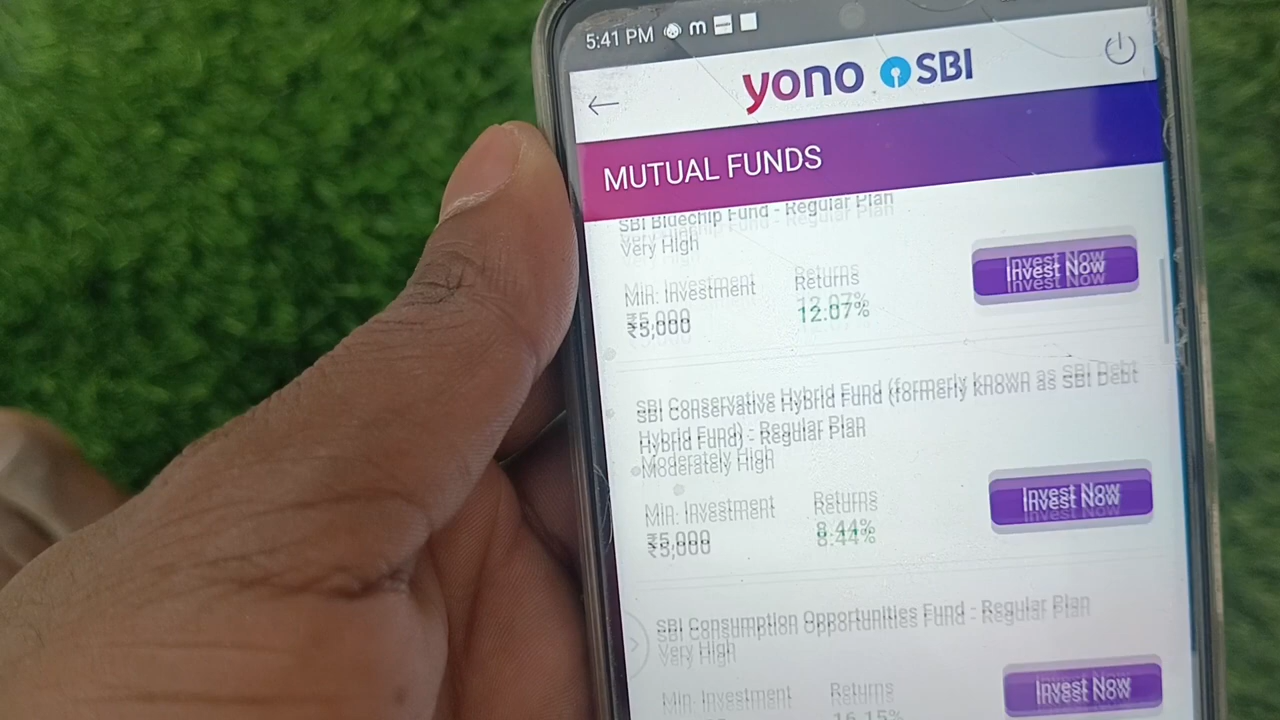 5:41 PM m
yono SBI
MUTUAL FUNDS
SBI Bluechip Fund - Regular Plan
Very High
Min. Investment Returns
₹5,000 12.07%
Invest Now
SBI Conservative Hybrid Fund (formerly known as SBI Debt
Hybrid Fund) - Regular Plan
Moderately High
Min. Investment Returns
₹5,000 8.44%
Invest Now
SBI Consumption Opportunities Fund - Regular Plan
Very High
Min. Investment Returns
16.15%
Invest Now